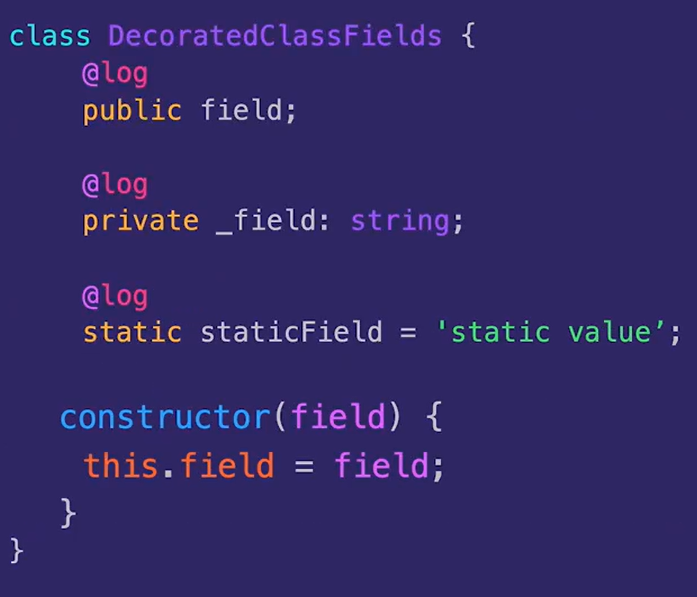 class DecoratedClassFields {
@log
public field;
@log
private _field: string;
@log
static staticField = 'static value’;
constructor(field) {
this.field = field;
}
}